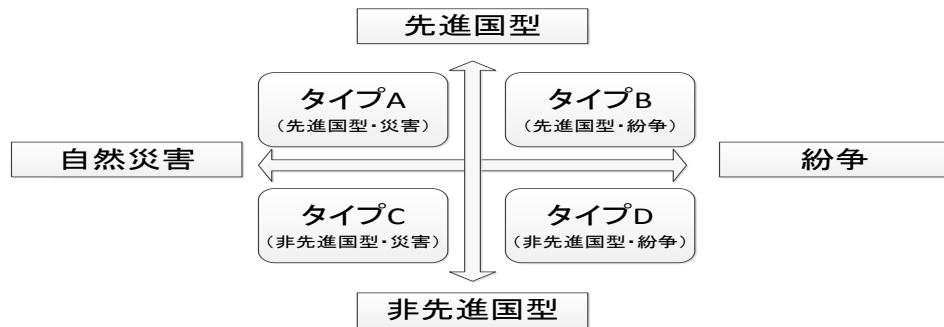 先進国型
タイプA
(先進国型・災害)
タイプB
(先進国型・紛争)
自然災害
紛争
タイプC
(非先進国型・災害)
タイプD
(非先進国型・紛争)
非先進国型